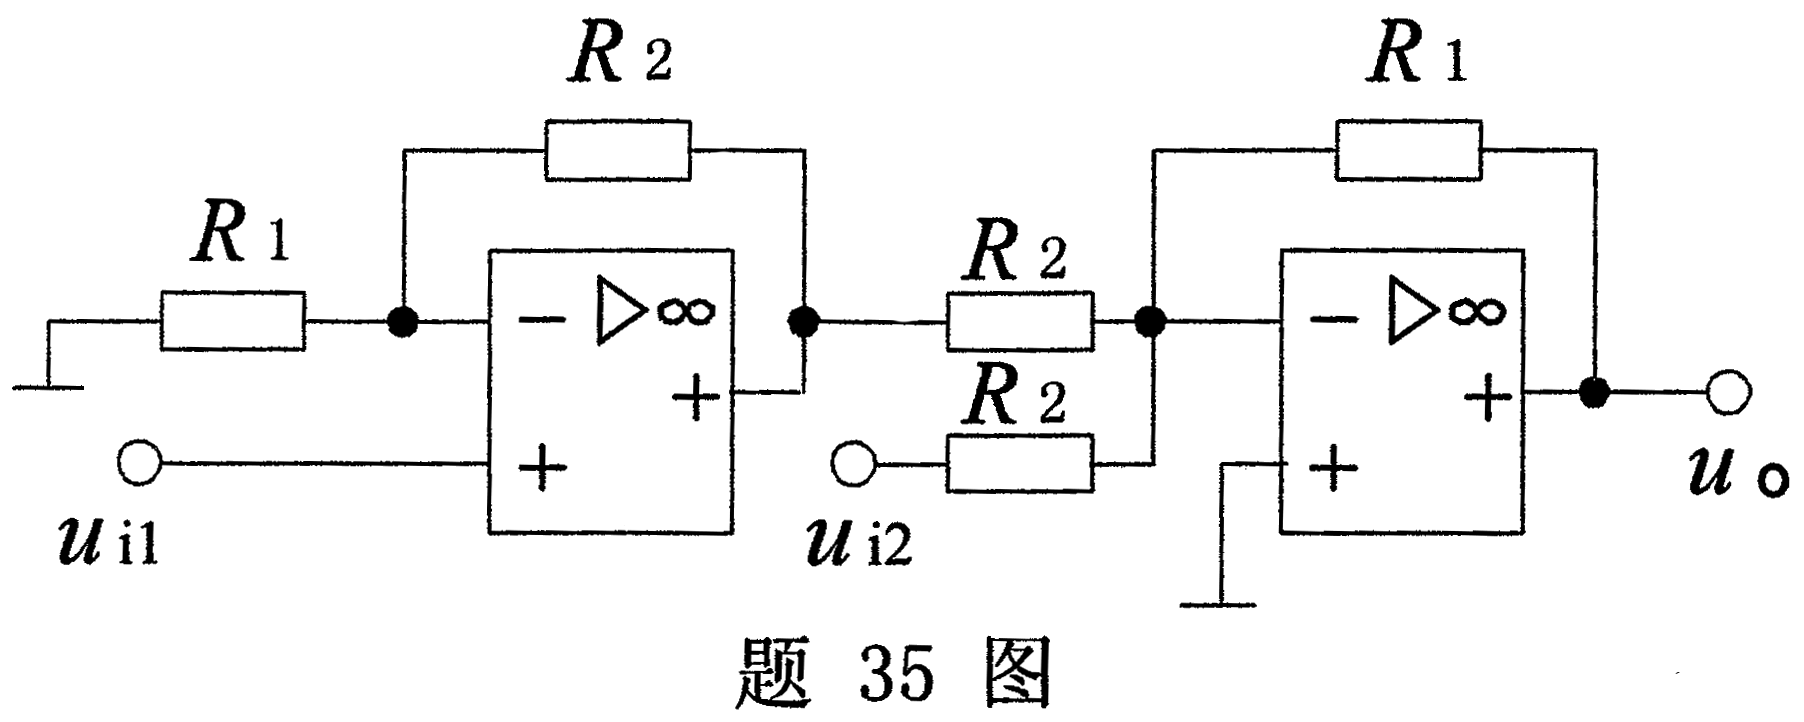 R2 R1
R1 R2
− ▷∞ − ▷∞
+ +
R2
+ +
ui1 ui2 uo
题 35 图